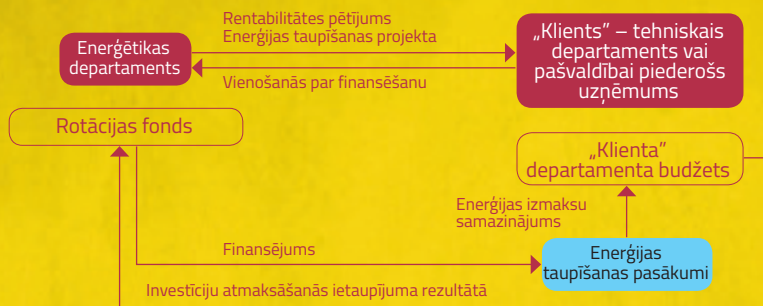 Rentabilitātes pētījums
Enerģijas taupīšanas projekta
Enerģētikas
departaments
Vienošanās par finansēšanu
„Klients” – tehniskais
departaments vai
pašvaldībai piederošs
uzņēmums
Rotācijas fonds
„Klienta”
departamenta budžets
Enerģijas izmaksu
samazinājums
Finansējums
Enerģijas
taupīšanas pasākumi
Investīciju atmaksāšanās ietaupījuma rezultātā